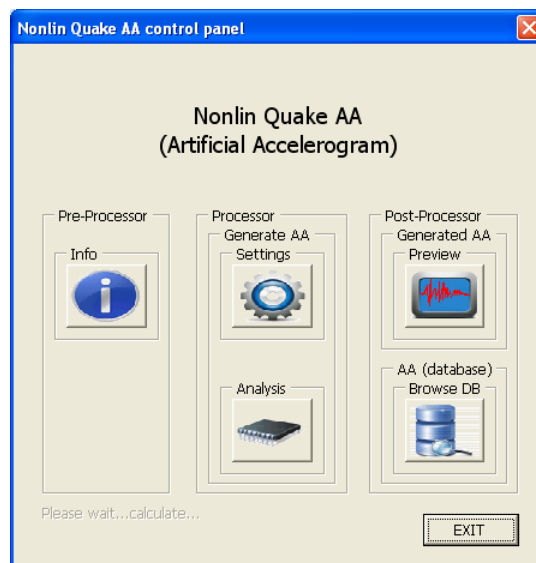 Nonlin Quake AA control panel
Nonlin Quake AA
(Artificial Accelerogram)
Pre-Processor
Info
Processor
Generate AA
Settings
Analysis
Post-Processor
Generated AA
Preview
AA (database)
Browse DB
Please wait...calculate...
EXIT